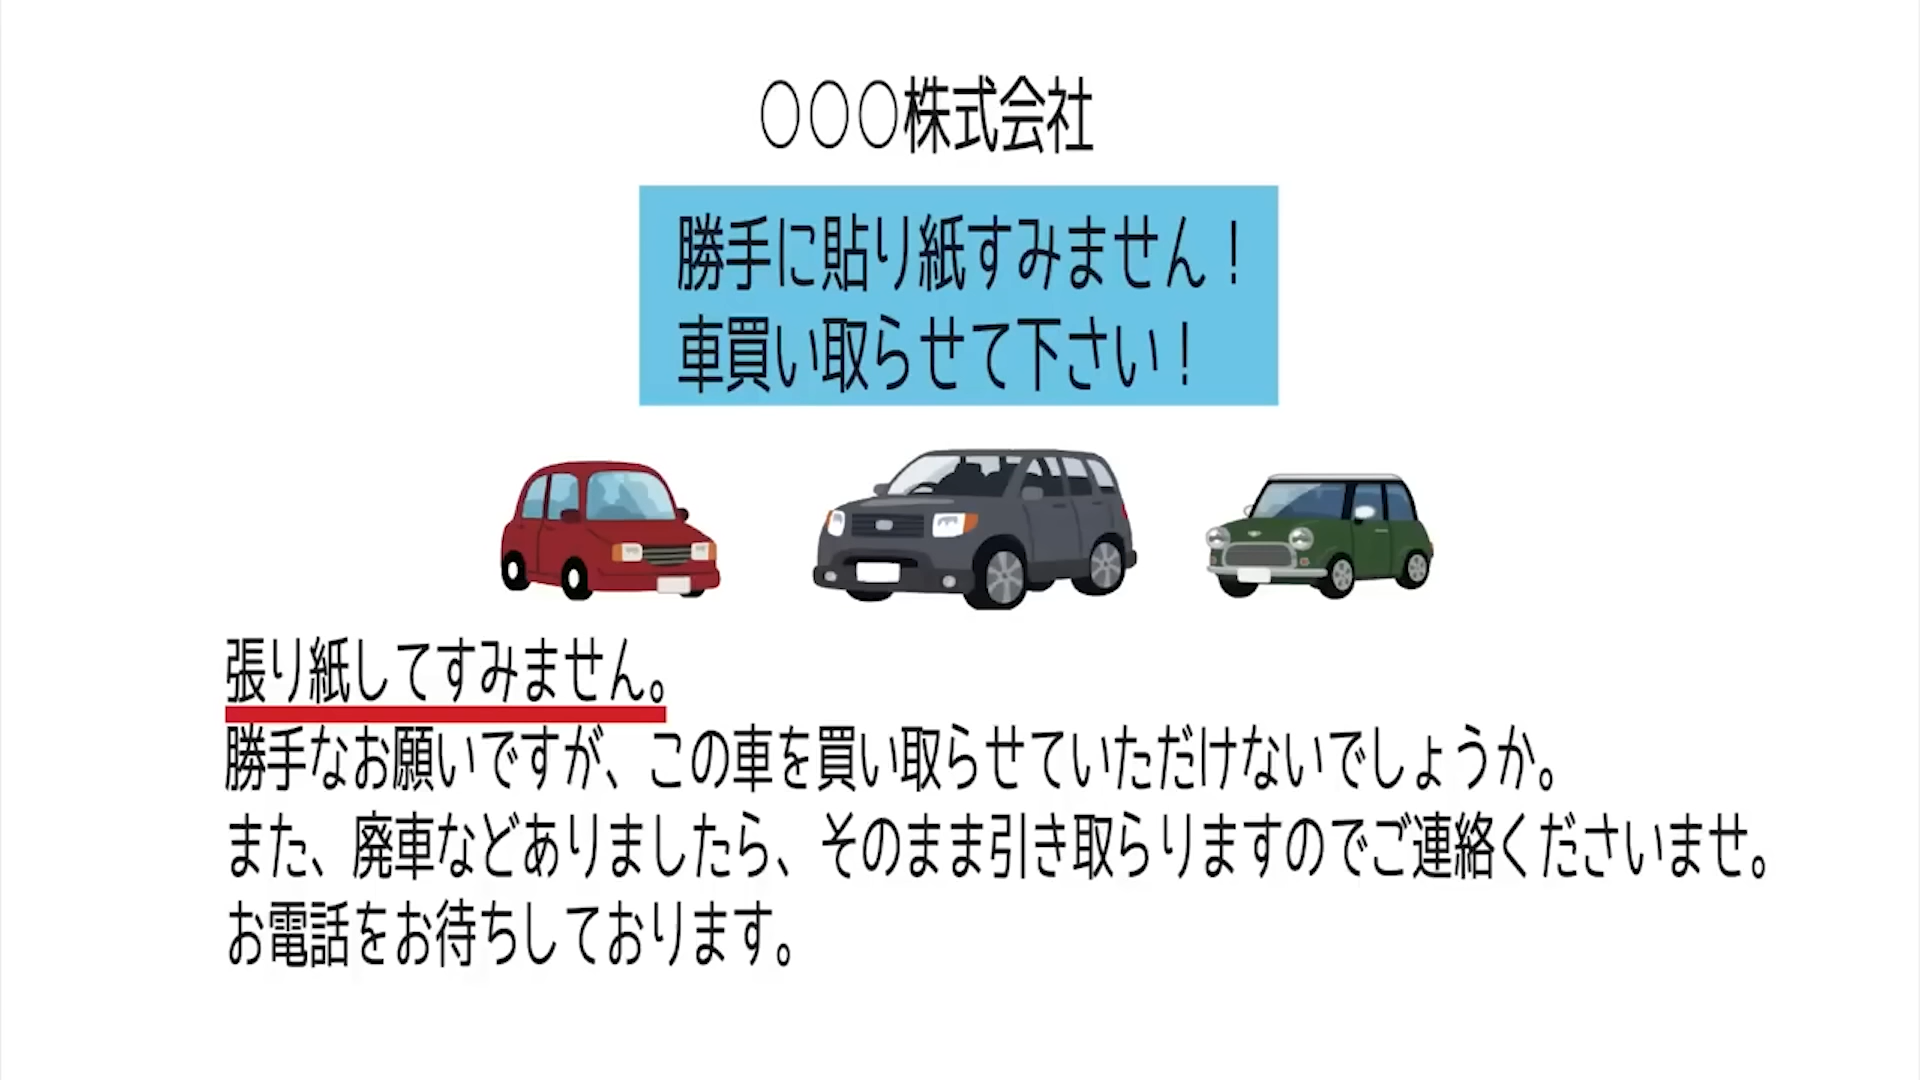 ○○○株式会社
勝手に貼り紙すみません！
車買い取らせて下さい！
張り紙してすみません。
勝手なお願いですが、この車を買い取らせていただけないでしょうか。
また、廃車などありましたら、そのまま引き取らりますのでご連絡くださいませ。
お電話をお待ちしております。